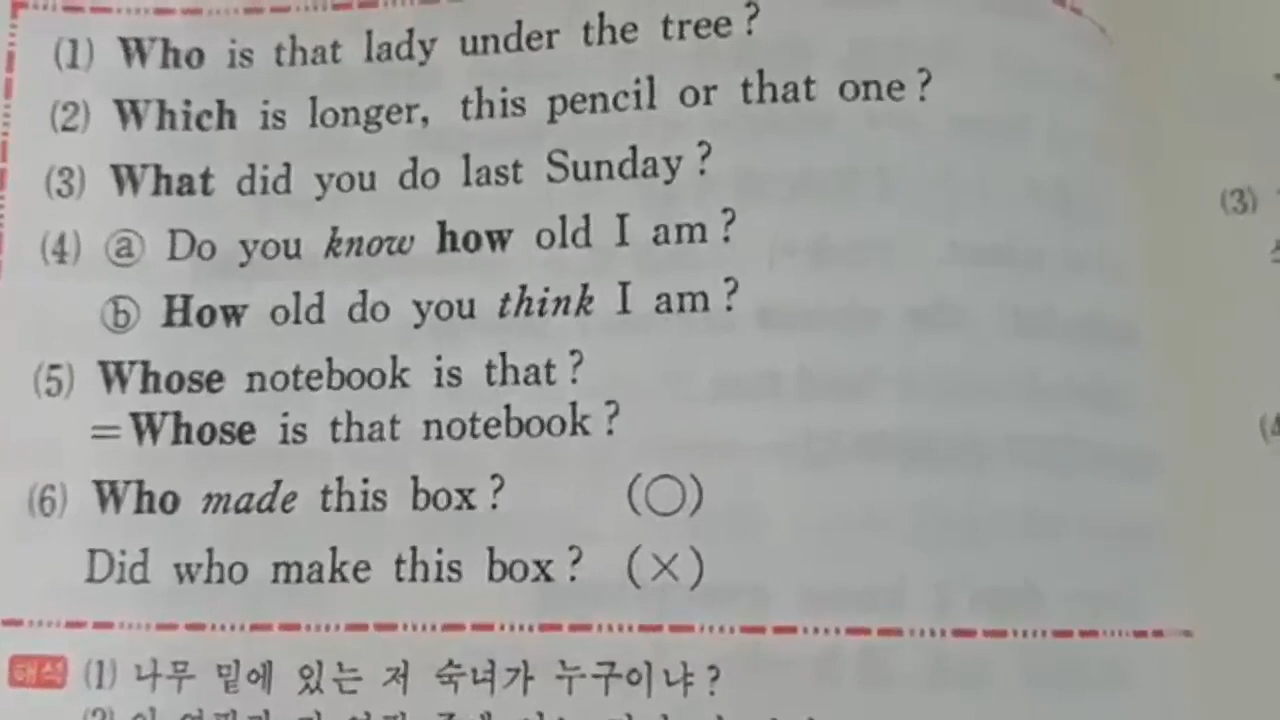 (1) Who is that lady under the tree?
(2) Which is longer, this pencil or that one?
(3) What did you do last Sunday?
(4) ⓐ Do you know how old I am?
ⓑ How old do you think I am?
(5) Whose notebook is that?
=Whose is that notebook?
(6) Who made this box? (○)
Did who make this box? (×)
해석 (1) 나무 밑에 있는 저 숙녀가 누구이냐?
(2) 이
(3)